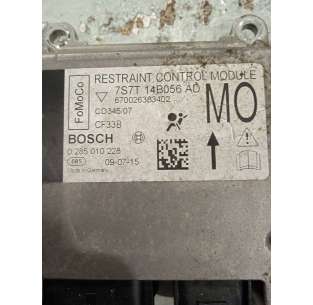 FoMoCo
RESTRAINT CONTROL MODULE
7S7T 14B056 AD
670026383402
CD345/07
CF33B
MO
BOSCH
0 285 010 228
09-07-15
Made in Germany